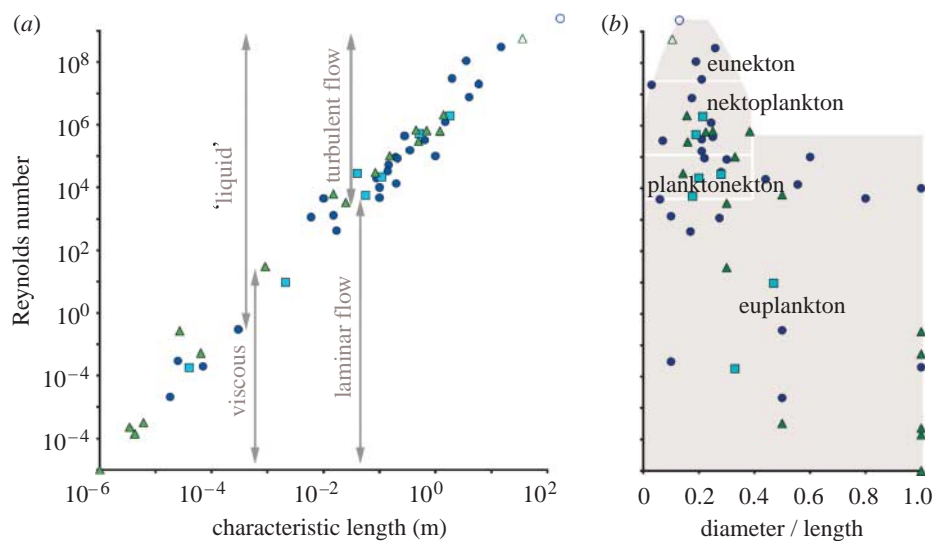 (a)
10^8
10^6
10^4
10^2
10^0
10^−4
10^−4
Reynolds number
'liquid'
viscous
turbulent flow
laminar flow
10^−6
10^−4
10^−2
10^0
10^2
characteristic length (m)
(b)
eunekton
nektoplankton
planktonekton
euplankton
0
0.2
0.4
0.6
0.8
1.0
diameter / length